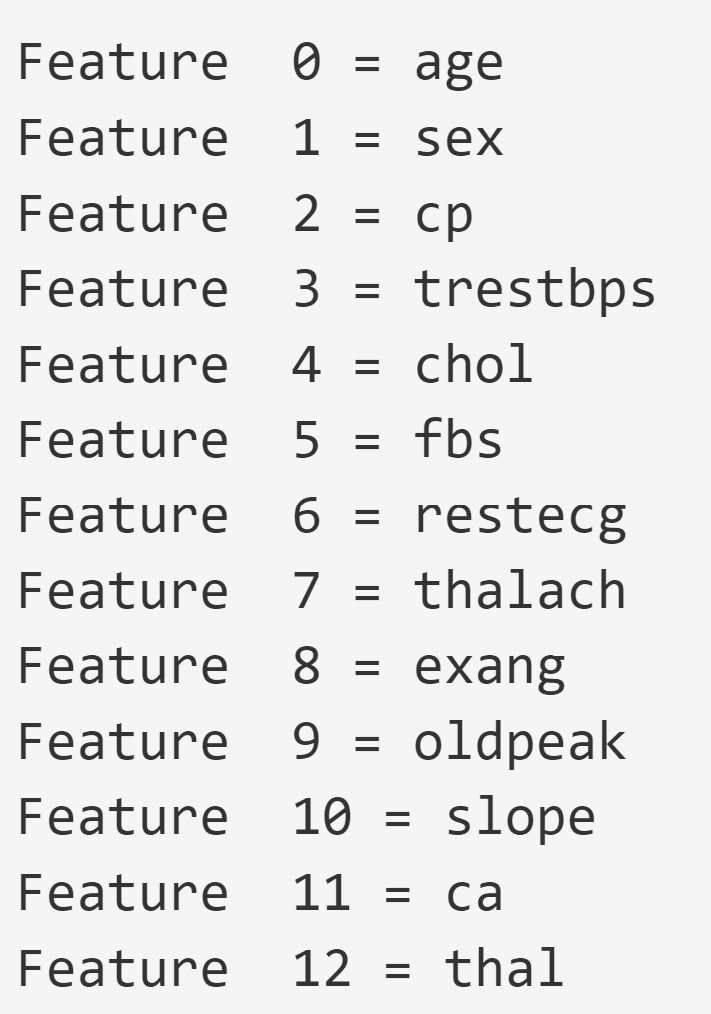 Feature  0 = age
Feature  1 = sex
Feature  2 = cp
Feature  3 = trestbps
Feature  4 = chol
Feature  5 = fbs
Feature  6 = restecg
Feature  7 = thalach
Feature  8 = exang
Feature  9 = oldpeak
Feature  10 = slope
Feature  11 = ca
Feature  12 = thal